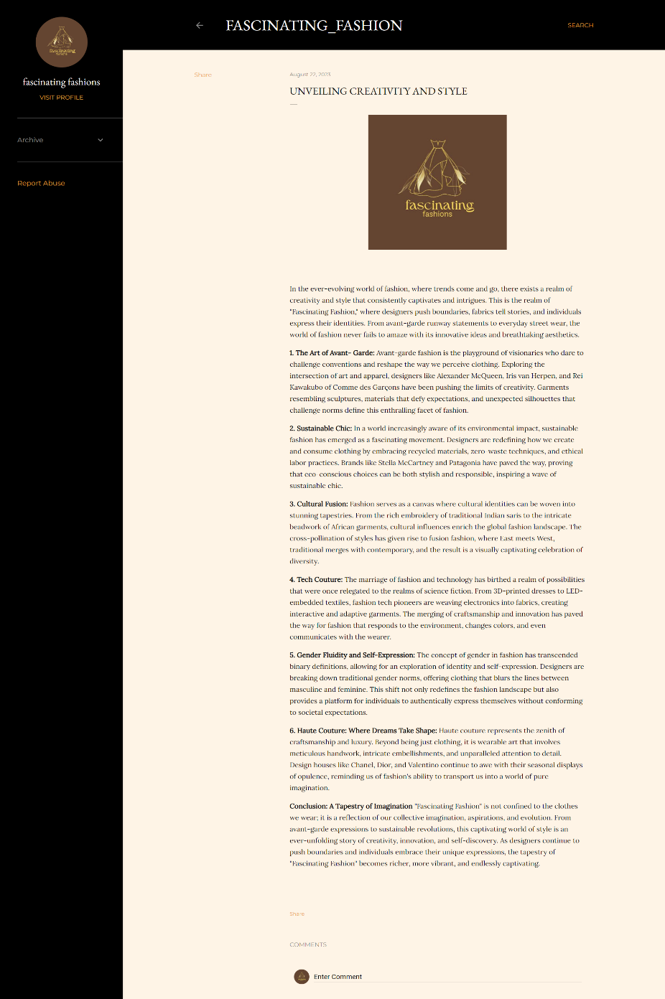 fascinating
fashions
fascinating fashions
VISIT PROFILE
Archive
Report Abuse
FASCINATING_FASHION
SEARCH
Share
August 22, 2023
UNVEILING CREATIVITY AND STYLE
fascinating
fashions
In the ever-evolving world of fashion, where trends come and go, there exists a realm of
creativity and style that consistently captivates and intrigues. This is the realm of
"Fascinating Fashion," where designers push boundaries, fabrics tell stories, and individuals
express their identities. From avant-garde runway statements to everyday street wear, the
world of fashion never fails to amaze with its innovative ideas and breathtaking aesthetics.
1. The Art of Avant- Garde: Avant-garde fashion is the playground of visionaries who dare to
challenge conventions and reshape the way we perceive clothing. Exploring the
intersection of art and apparel, designers like Alexander McQueen, Iris van Herpen, and Rei
Kawakubo of Comme des Garçons have been pushing the limits of creativity. Garments
resembling sculptures, materials that defy expectations, and unexpected silhouettes that
challenge norms define this enthralling facet of fashion.
2. Sustainable Chic: In a world increasingly aware of its environmental impact, sustainable
fashion has emerged as a fascinating movement. Designers are redefining how we create
and consume clothing by embracing recycled materials, zero-waste techniques, and ethical
labor practices. Brands like Stella McCartney and Patagonia have paved the way, proving
that eco-conscious choices can be both stylish and responsible, inspiring a wave of
sustainable chic.
3. Cultural Fusion: Fashion serves as a canvas where cultural identities can be woven into
stunning tapestries. From the rich embroidery of traditional Indian saris to the intricate
beadwork of African garments, cultural influences enrich the global fashion landscape. The
cross-pollination of styles has given rise to fusion fashion, where East meets West,
traditional merges with contemporary, and the result is a visually captivating celebration of
diversity.
4. Tech Couture: The marriage of fashion and technology has birthed a realm of possibilities
that were once relegated to the realms of science fiction. From 3D-printed dresses to LED-
embedded textiles, fashion tech pioneers are weaving electronics into fabrics, creating
interactive and adaptive garments. The merging of craftsmanship and innovation has paved
the way for fashion that responds to the environment, changes colors, and even
communicates with the wearer.
5. Gender Fluidity and Self-Expression: The concept of gender in fashion has transcended
binary definitions, allowing for an exploration of identity and self-expression. Designers are
breaking down traditional gender norms, offering clothing that blurs the lines between
masculine and feminine. This shift not only redefines the fashion landscape but also
provides a platform for individuals to authentically express themselves without conforming
to societal expectations.
6. Haute Couture: Where Dreams Take Shape: Haute couture represents the zenith of
craftsmanship and luxury. Beyond being just clothing, it is wearable art that involves
meticulous handwork, intricate embellishments, and unparalleled attention to detail.
Design houses like Chanel, Dior, and Valentino continue to awe with their seasonal displays
of opulence, reminding us of fashion's ability to transport us into a world of pure
imagination.
Conclusion: A Tapestry of Imagination "Fascinating Fashion" is not confined to the clothes
we wear; it is a reflection of our collective imagination, aspirations, and evolution. From
avant-garde expressions to sustainable revolutions, this captivating world of style is an
ever-unfolding story of creativity, innovation, and self-discovery. As designers continue to
push boundaries and individuals embrace their unique expressions, the tapestry of
"Fascinating Fashion" becomes richer, more vibrant, and endlessly captivating.
Share
COMMENTS
Enter Comment